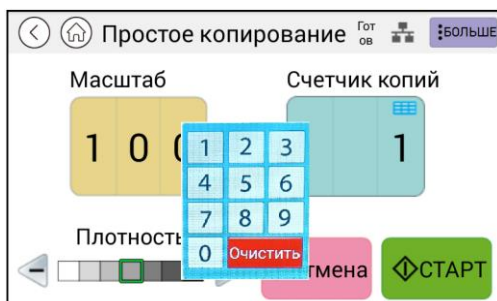 Простое копирование
Гот
ов
БОЛЬШЕ
Масштаб
Счетчик копий
1 0 0
1
1 2 3
4 5 6
7 8 9
0 Очистить
Плотность
тмена
СТАРТ